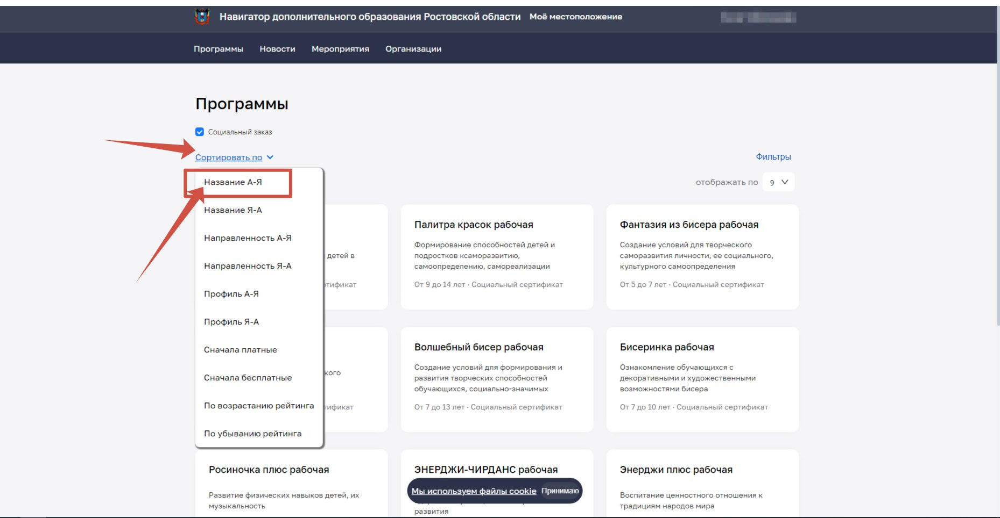 Навигатор дополнительного образования Ростовской области Моё местоположение
Программы Новости Мероприятия Организации
Программы
Социальный заказ
Сортировать по
Фильтры
Название А-Я
отображать по 9
Название Я-А
Направленность А-Я
Направленность Я-А
Профиль А-Я
Профиль Я-А
Сначала платные
Сначала бесплатные
По возрастанию рейтинга
По убыванию рейтинга
детей в
Палитра красок рабочая
Формирование способностей детей и
подростков ксаморазвитию,
самоопределению, самореализации
От 9 до 14 лет · Социальный сертификат
Фантазия из бисера рабочая
Создание условий для творческого
саморазвития личности, ее социального,
культурного самоопределения
От 5 до 7 лет · Социальный сертификат
Волшебный бисер рабочая
Создание условий для формирования и
развития творческих способностей
обучающихся, социально-значимых
От 7 до 13 лет · Социальный сертификат
Бисеринка рабочая
Ознакомление обучающихся с
декоративными и художественными
возможностями бисера
От 7 до 10 лет · Социальный сертификат
Росиночка плюс рабочая
Развитие физических навыков детей, их
музыкальность
ЭНЕРДЖИ-ЧИРДАНС рабочая
Мы используем файлы cookie Принимаю
развития
Энерджи плюс рабочая
Воспитание ценностного отношения к
традициям народов мира